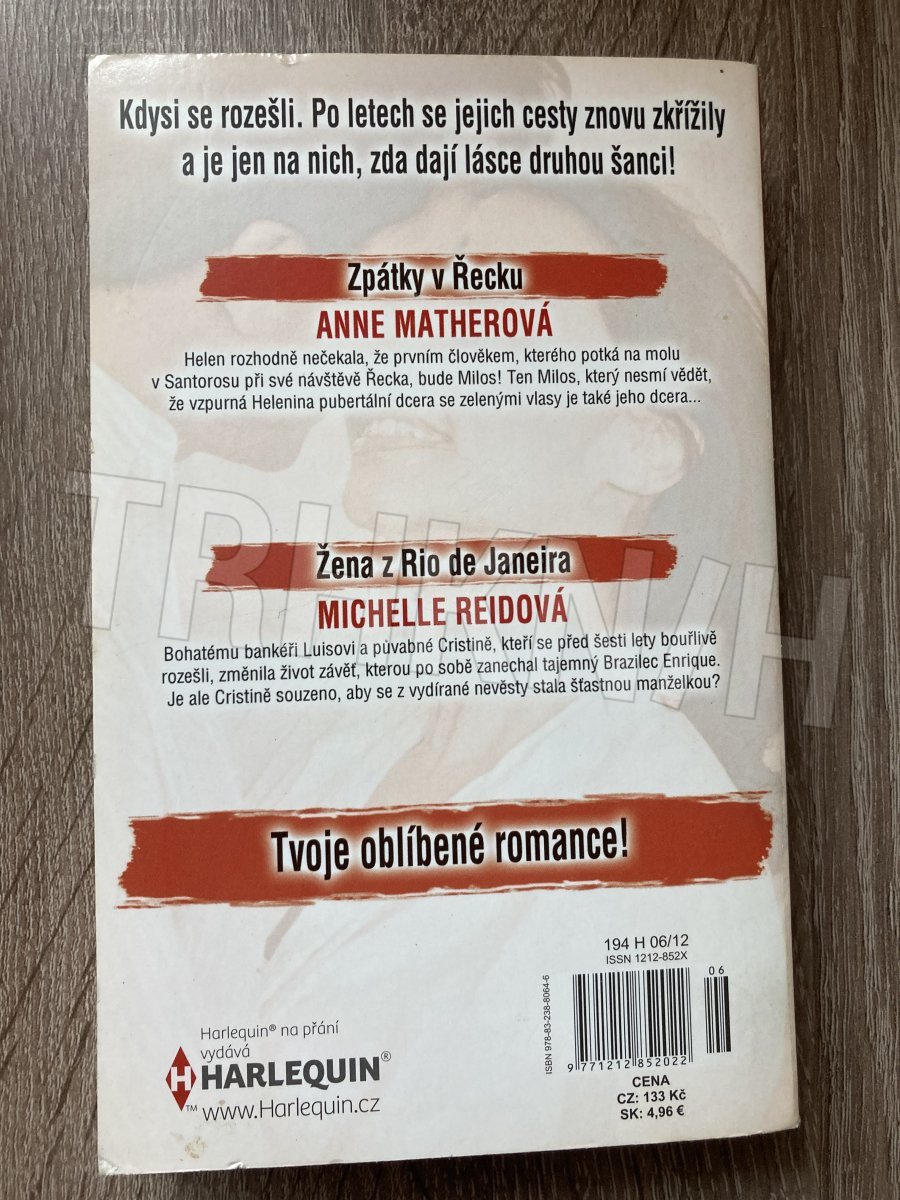 Kdysi se rozešli. Po letech se jejich cesty znovu zkřížily
a je jen na nich, zda dají lásce druhou šanci!
Zpátky v Řecku
ANNE MATHEROVÁ
Helen rozhodně nečekala, že prvním člověkem, kterého potká na molu
v Santorosu při své návštěvě Řecka, bude Milos! Ten Milos, který nesmí vědět,
že vzpurná Helenina pubertální dcera se zelenými vlasy je také jeho dcera...
TRHKNIH
Žena z Rio de Janeira
MICHELLE REIDOVÁ
Bohatému bankéři Luisovi a půvabné Cristině, kteří se před šesti lety bouřlivě
rozešli, změnila život závěť, kterou po sobě zanechal tajemný Brazilec Enrique.
Je ale Cristině souzeno, aby se z vydírané nevěsty stala šťastnou manželkou?
Tvoje oblíbené romance!
194 H 06/12
ISSN 1212-852X
06
ISBN 978-83-238-8064-6
9 771212 852022
CENA
CZ: 133 Kč
SK: 4,96 €
Harlequin® na přání
vydává
H HARLEQUIN®
™ www.Harlequin.cz